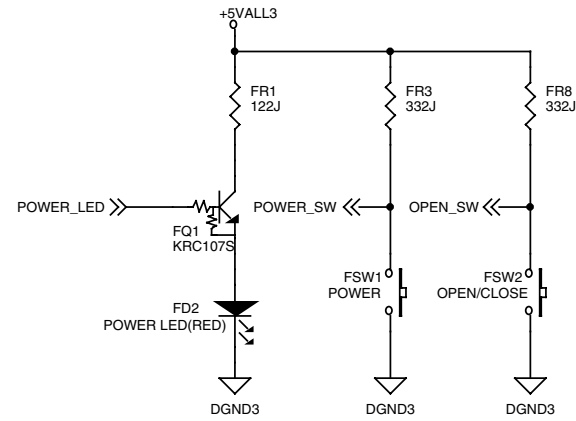 +5VALL3
FR1
122J
FR3
332J
FR8
332J
POWER_LED
POWER_SW
OPEN_SW
FQ1
KRC107S
FSW1
POWER
FSW2
OPEN/CLOSE
FD2
POWER LED(RED)
DGND3
DGND3
DGND3